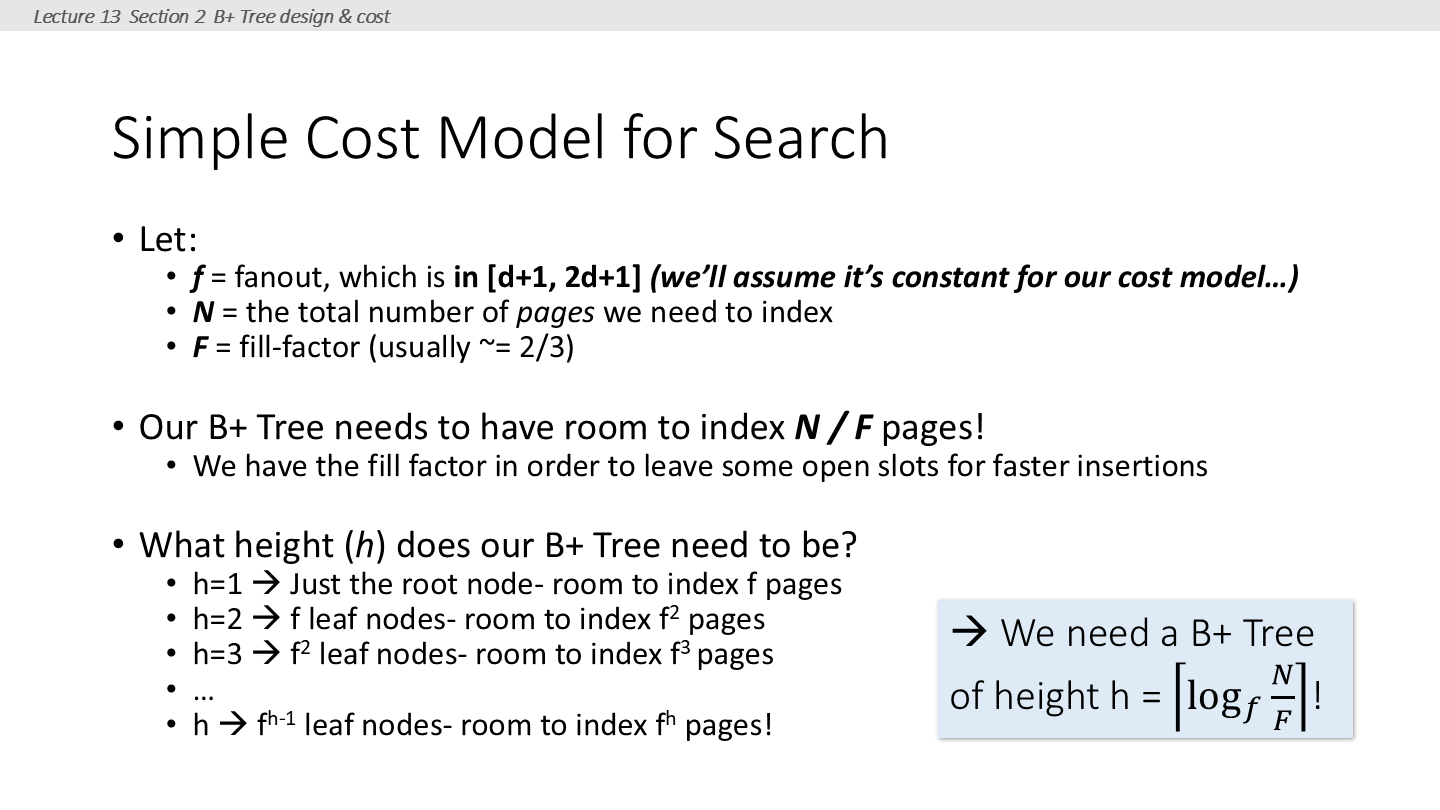 Lecture 13 Section 2 B+ Tree design & cost
Simple Cost Model for Search
• Let:
• f = fanout, which is in [d+1, 2d+1] (we’ll assume it’s constant for our cost model…)
• N = the total number of pages we need to index
• F = fill-factor (usually ~= 2/3)
• Our B+ Tree needs to have room to index N / F pages!
• We have the fill factor in order to leave some open slots for faster insertions
• What height (h) does our B+ Tree need to be?
• h=1 → Just the root node- room to index f pages
• h=2 → f leaf nodes- room to index f² pages
• h=3 → f² leaf nodes- room to index f³ pages
• …
• h → fʰ⁻¹ leaf nodes- room to index fʰ pages!
→ We need a B+ Tree
of height h = ⌈log_f N/F⌉!